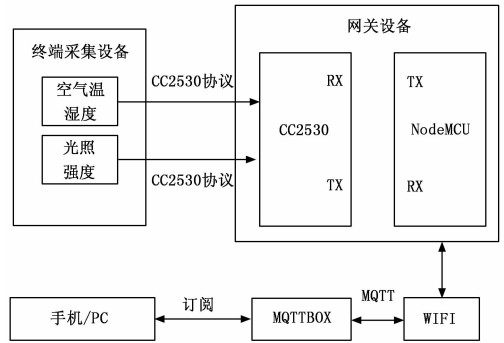 网关设备
终端采集设备
空气温
湿度
光照
强度
CC2530协议
CC2530协议
RX
CC2530
TX
TX
NodeMCU
RX
手机/PC
订阅
MQTTBOX
MQTT
WIFI